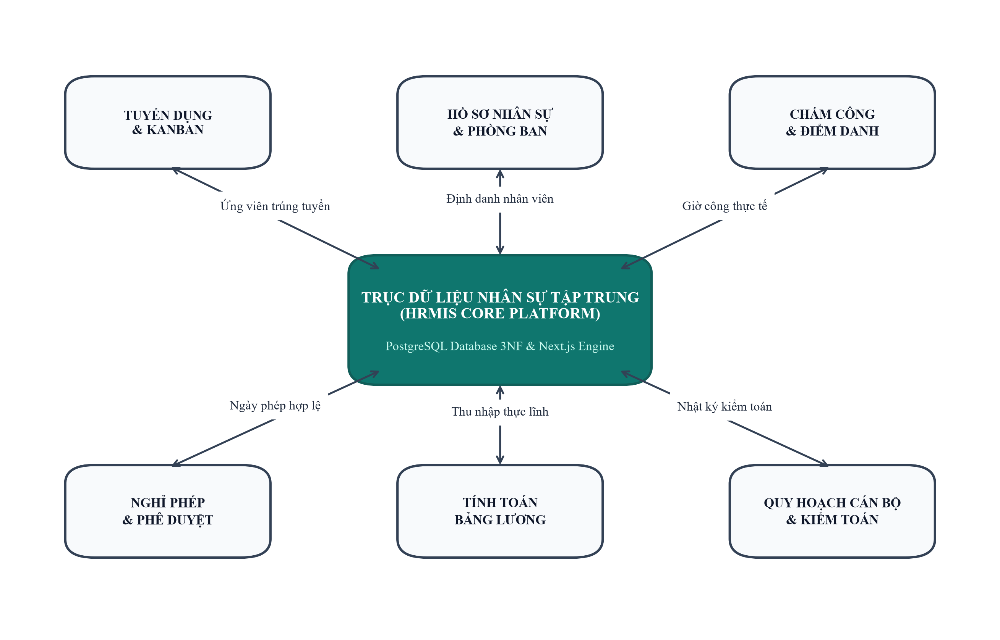 TUYỂN DỤNG
& KANBAN
HỒ SƠ NHÂN SỰ
& PHÒNG BAN
CHẤM CÔNG
& ĐIỂM DANH
Ứng viên trúng tuyển
Định danh nhân viên
Giờ công thực tế
TRỤC DỮ LIỆU NHÂN SỰ TẬP TRUNG
(HRMIS CORE PLATFORM)
PostgreSQL Database 3NF & Next.js Engine
Ngày phép hợp lệ
Thu nhập thực lĩnh
Nhật ký kiểm toán
NGHỈ PHÉP
& PHÊ DUYỆT
TÍNH TOÁN
BẢNG LƯƠNG
QUY HOẠCH CÁN BỘ
& KIỂM TOÁN